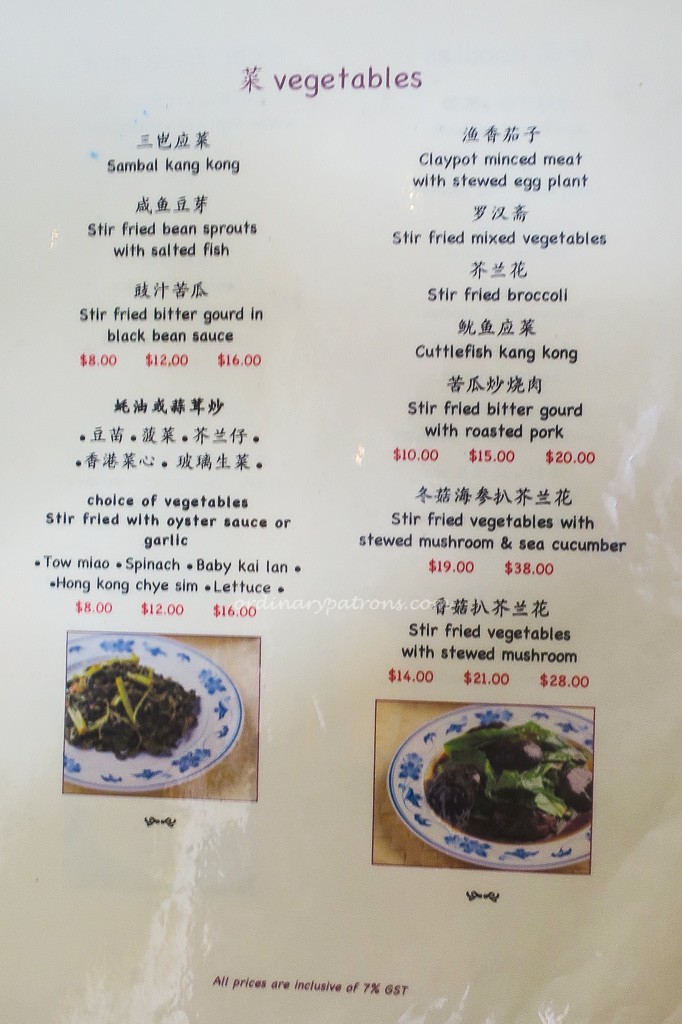 菜 vegetables
三岜应菜
Sambal kang kong
咸鱼豆芽
Stir fried bean sprouts
with salted fish
豉汁苦瓜
Stir fried bitter gourd in
black bean sauce
$8.00 $12.00 $16.00
蚝油或蒜茸炒
• 豆苗 • 菠菜 • 芥兰仔 •
• 香港菜心 • 玻璃生菜 •
choice of vegetables
Stir fried with oyster sauce or
garlic
• Tow miao • Spinach • Baby kai lan •
• Hong kong chye sim • Lettuce •
$8.00 $12.00 $16.00
渔香茄子
Claypot minced meat
with stewed egg plant
罗汉斋
Stir fried mixed vegetables
芥兰花
Stir fried broccoli
鱿鱼应菜
Cuttlefish kang kong
苦瓜炒烧肉
Stir fried bitter gourd
with roasted pork
$10.00 $15.00 $20.00
冬菇海参扒芥兰花
Stir fried vegetables with
stewed mushroom & sea cucumber
$19.00 $38.00
香菇扒芥兰花
Stir fried vegetables
with stewed mushroom
$14.00 $21.00 $28.00
ordinarypatrons.com
All prices are inclusive of 7% GST